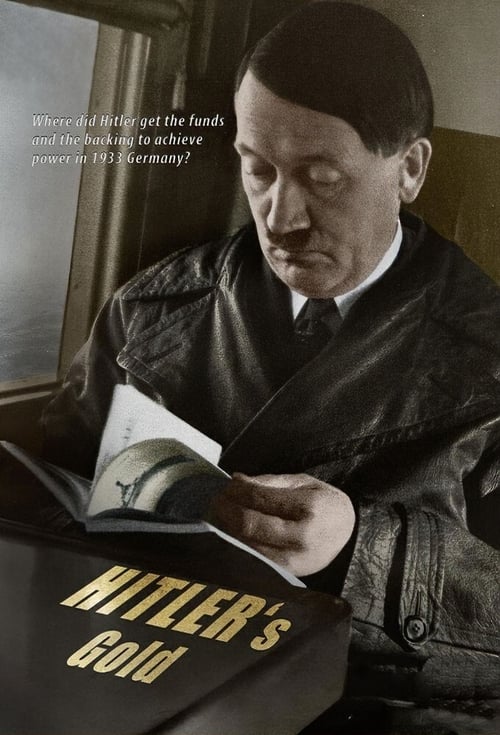 Where did Hitler get the funds
and the backing to achieve
power in 1933 Germany?
HITLER's
Gold